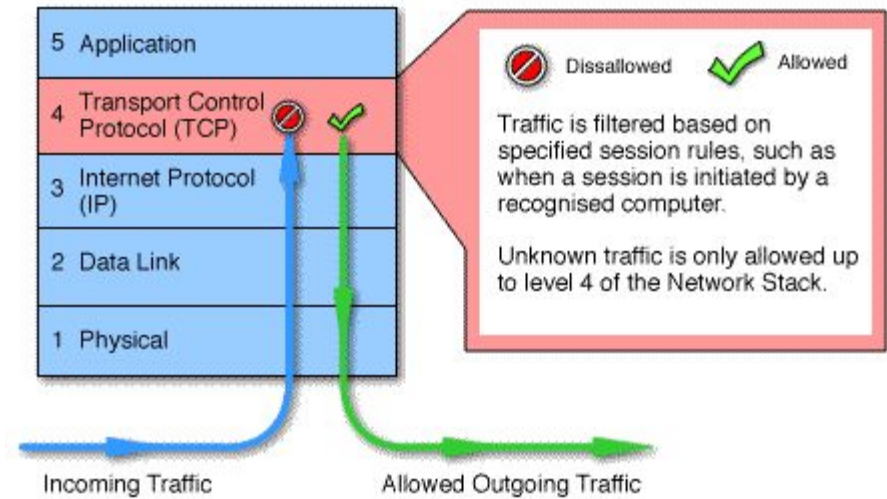 5 Application
4 Transport Control
Protocol (TCP)
3 Internet Protocol
(IP)
2 Data Link
1 Physical
Incoming Traffic
Allowed Outgoing Traffic
Dissallowed
Allowed
Traffic is filtered based on
specified session rules, such as
when a session is initiated by a
recognised computer.
Unknown traffic is only allowed up
to level 4 of the Network Stack.